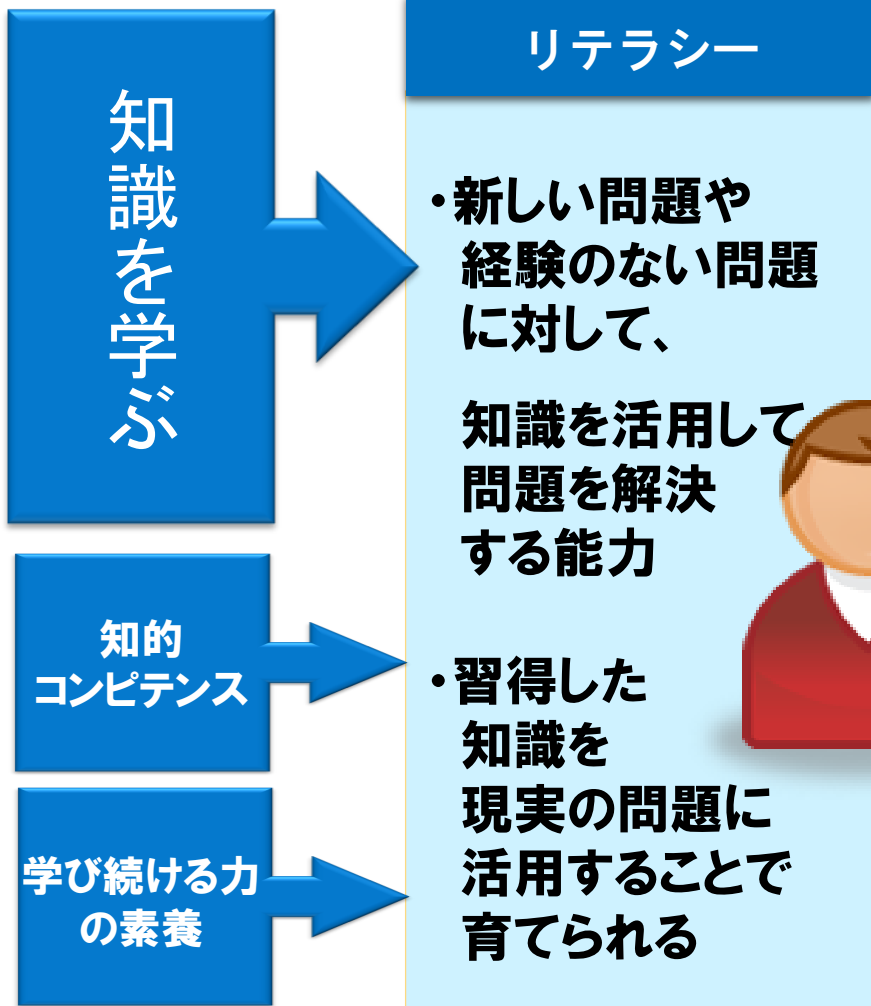 知識を学ぶ
知的
コンピテンス
学び続ける力
の素養
リテラシー
・新しい問題や
経験のない問題
に対して、
知識を活用して
問題を解決
する能力
・習得した
知識を
現実の問題に
活用することで
育てられる